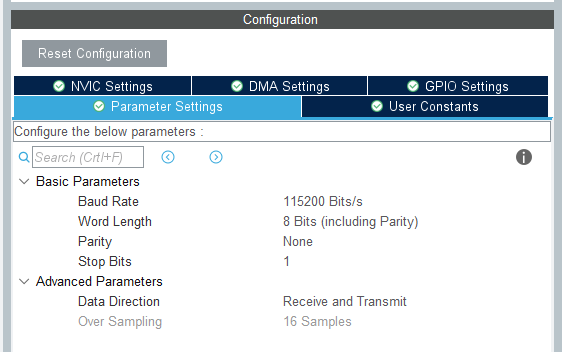 Configuration
Reset Configuration
NVIC Settings DMA Settings GPIO Settings
Parameter Settings User Constants
Configure the below parameters :
Search (Crtl+F)
Basic Parameters
Baud Rate 115200 Bits/s
Word Length 8 Bits (including Parity)
Parity None
Stop Bits 1
Advanced Parameters
Data Direction Receive and Transmit
Over Sampling 16 Samples